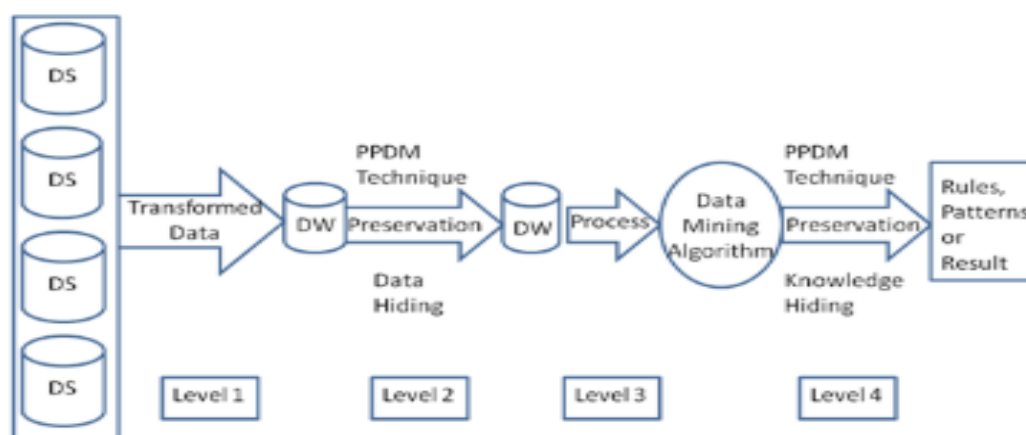 DS
DS
DS
DS
Transformed
Data
DW
PPDM
Technique
Preservation
Data
Hiding
DW
Process
Data
Mining
Algorithm
PPDM
Technique
Preservation
Knowledge
Hiding
Rules,
Patterns
or
Result
Level 1
Level 2
Level 3
Level 4